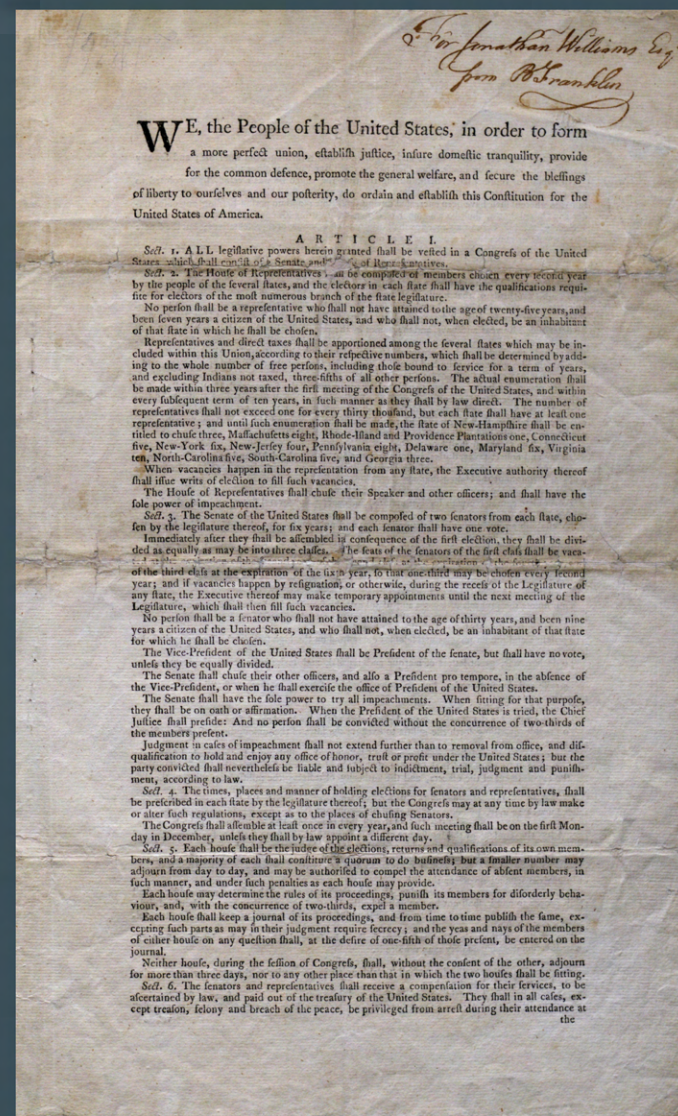 For Jonathan Williams Esq
from B Franklin
WE, the People of the United States, in order to form
a more perfect union, eſtabliſh juſtice, inſure domeſtic tranquility, provide
for the common defence, promote the general welfare, and ſecure the bleſſings
of liberty to ourſelves and our poſterity, do ordain and eſtabliſh this Conſtitution for the
United States of America.
ARTICLE I.
Sect. 1. ALL legiſlative powers herein granted ſhall be veſted in a Congreſs of the United
States, which ſhall conſiſt of a Senate and of Repreſentatives.
Sect. 2. The Houſe of Repreſentatives be compoſed of members choſen every ſecond year
by the people of the ſeveral ſtates, and the electors in each ſtate ſhall have the qualifications requi-
ſite for electors of the moſt numerous branch of the ſtate legiſlature.
No perſon ſhall be a repreſentative who ſhall not have attained to the age of twenty-five years, and
been ſeven years a citizen of the United States, and who ſhall not, when elected, be an inhabitant
of that ſtate in which he ſhall be choſen.
Repreſentatives and direct taxes ſhall be apportioned among the ſeveral ſtates which may be in-
cluded within this Union, according to their reſpective numbers, which ſhall be determined by add-
ing to the whole number of free perſons, including thoſe bound to ſervice for a term of years,
and excluding Indians not taxed, three-fifths of all other perſons. The actual enumeration ſhall
be made within three years after the firſt meeting of the Congreſs of the United States, and within
every ſubſequent term of ten years, in ſuch manner as they ſhall by law direct. The number of
repreſentatives ſhall not exceed one for every thirty thouſand, but each ſtate ſhall have at leaſt one
repreſentative; and until ſuch enumeration ſhall be made, the ſtate of New-Hampſhire ſhall be en-
titled to chuſe three, Maſſachuſetts eight, Rhode-Iſland and Providence Plantations one, Connecticut
five, New-York ſix, New-Jerſey four, Pennſylvania eight, Delaware one, Maryland ſix, Virginia
ten, North-Carolina five, South-Carolina five, and Georgia three.
When vacancies happen in the repreſentation from any ſtate, the Executive authority thereof
ſhall iſſue writs of election to fill ſuch vacancies.
The Houſe of Repreſentatives ſhall chuſe their Speaker and other officers; and ſhall have the
ſole power of impeachment.
Sect. 3. The Senate of the United States ſhall be compoſed of two ſenators from each ſtate, cho-
ſen by the legiſlature thereof, for ſix years; and each ſenator ſhall have one vote.
Immediately after they ſhall be aſſembled in conſequence of the firſt election, they ſhall be divi-
ded as equally as may be into three claſſes. The ſeats of the ſenators of the firſt claſs ſhall be vaca-
of the third claſs at the expiration of the ſixth year, ſo that one-third may be choſen every ſecond
year; and if vacancies happen by reſignation, or otherwiſe, during the receſs of the Legiſlature of
any ſtate, the Executive thereof may make temporary appointments until the next meeting of the
Legiſlature, which ſhall then fill ſuch vacancies.
No perſon ſhall be a ſenator who ſhall not have attained to the age of thirty years, and been nine
years a citizen of the United States, and who ſhall not, when elected, be an inhabitant of that ſtate
for which he ſhall be choſen.
The Vice-Preſident of the United States ſhall be Preſident of the ſenate, but ſhall have no vote,
unleſs they be equally divided.
The Senate ſhall chuſe their other officers, and alſo a Preſident pro tempore, in the abſence of
the Vice-Preſident, or when he ſhall exerciſe the office of Preſident of the United States.
The Senate ſhall have the ſole power to try all impeachments. When ſitting for that purpoſe,
they ſhall be on oath or affirmation. When the Preſident of the United States is tried, the Chief
Juſtice ſhall preſide: And no perſon ſhall be convicted without the concurrence of two-thirds of
the members preſent.
Judgment in caſes of impeachment ſhall not extend further than to removal from office, and diſ-
qualification to hold and enjoy any office of honor, truſt or profit under the United States; but the
party convicted ſhall nevertheleſs be liable and ſubject to indictment, trial, judgment and puniſh-
ment, according to law.
Sect. 4. The times, places and manner of holding elections for ſenators and repreſentatives, ſhall
be preſcribed in each ſtate by the legiſlature thereof; but the Congreſs may at any time by law make
or alter ſuch regulations, except as to the places of chuſing Senators.
The Congreſs ſhall aſſemble at leaſt once in every year, and ſuch meeting ſhall be on the firſt Mon-
day in December, unleſs they ſhall by law appoint a different day.
Sect. 5. Each houſe ſhall be the judge of the elections, returns and qualifications of its own mem-
bers, and a majority of each ſhall conſtitute a quorum to do buſineſs; but a ſmaller number may
adjourn from day to day, and may be authoriſed to compel the attendance of abſent members, in
ſuch manner, and under ſuch penalties as each houſe may provide.
Each houſe may determine the rules of its proceedings, puniſh its members for diſorderly beha-
viour, and, with the concurrence of two-thirds, expel a member.
Each houſe ſhall keep a journal of its proceedings, and from time to time publiſh the ſame, ex-
cepting ſuch parts as may in their judgment require ſecrecy; and the yeas and nays of the members
of either houſe on any queſtion ſhall, at the deſire of one-fifth of thoſe preſent, be entered on the
journal.
Neither houſe, during the ſeſſion of Congreſs, ſhall, without the conſent of the other, adjourn
for more than three days, nor to any other place than that in which the two houſes ſhall be ſitting.
Sect. 6. The ſenators and repreſentatives ſhall receive a compenſation for their ſervices, to be
aſcertained by law, and paid out of the treaſury of the United States. They ſhall in all caſes, ex-
cept treaſon, felony and breach of the peace, be privileged from arreſt during their attendance at
the